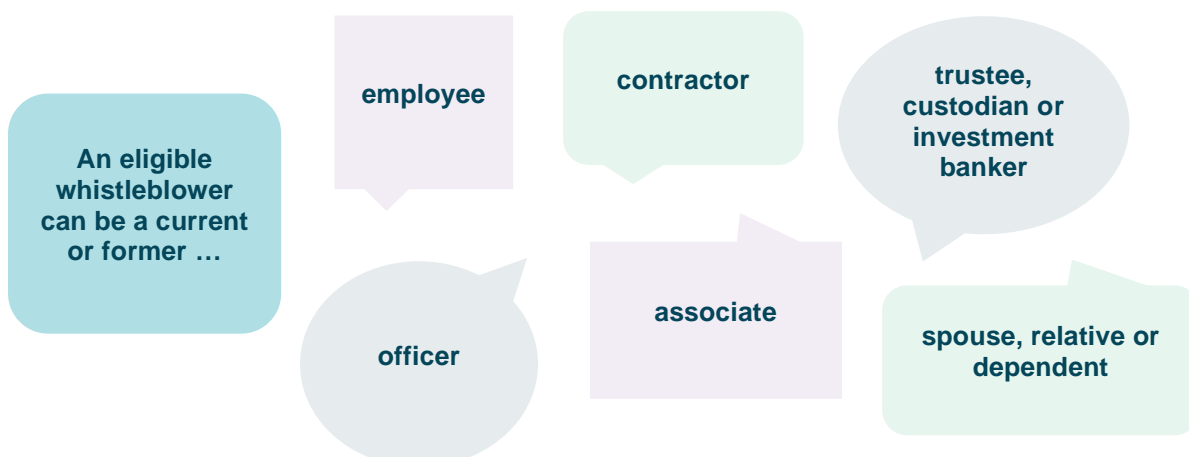 An eligible
whistleblower
can be a current
or former …
employee
contractor
trustee,
custodian or
investment
banker
officer
associate
spouse, relative or
dependent